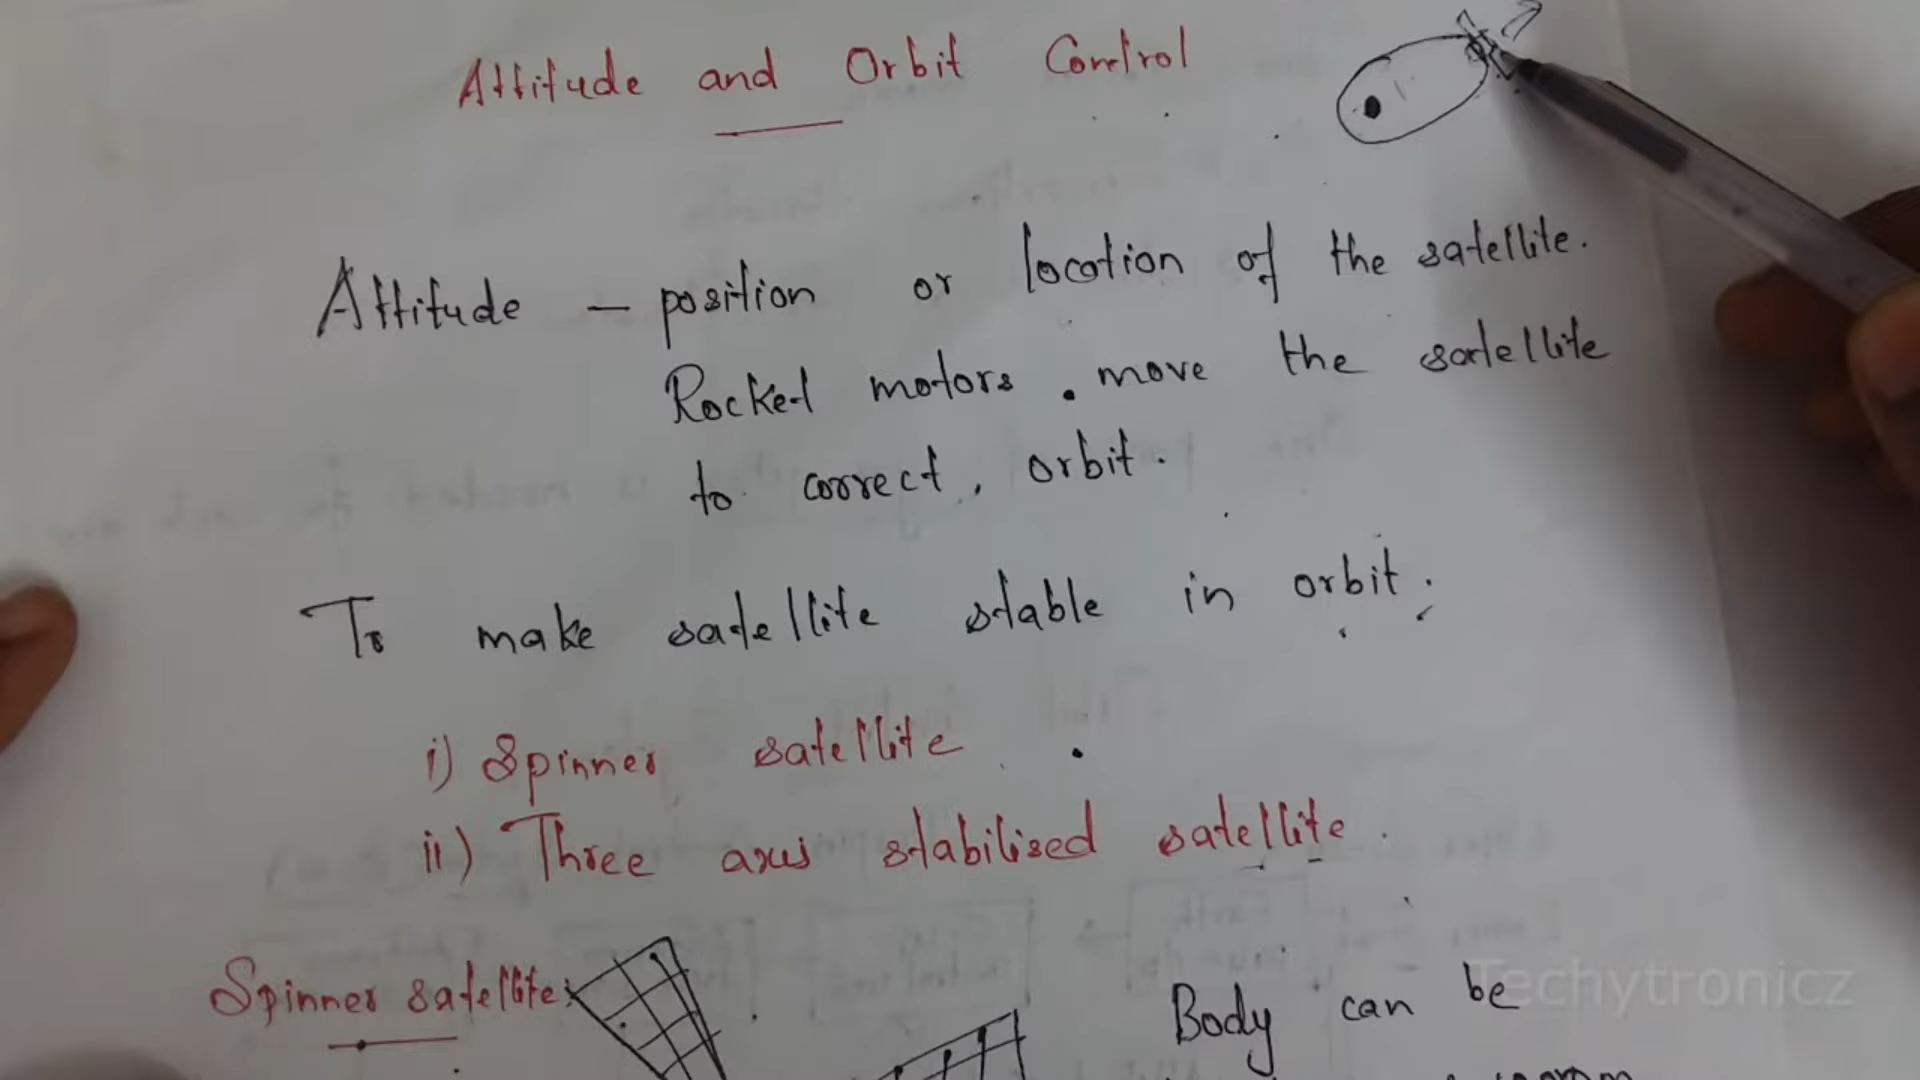 Attitude and Orbit Control
Attitude – position or location of the satellite.
Rocket motors . move the satellite
to correct , orbit.
To make satellite stable in orbit.
i) Spinner satellite
ii) Three axis stabilised satellite.
Spinner satellite:
Body can be
Techytronicz